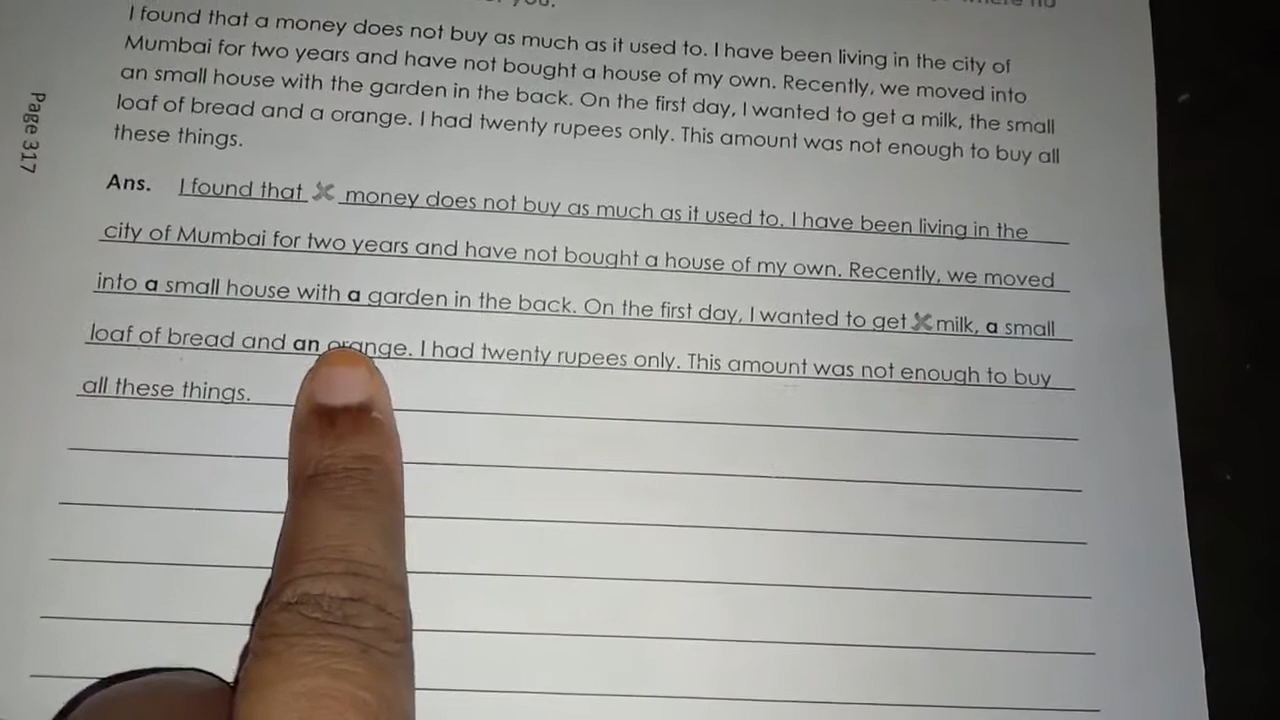 I found that a money does not buy as much as it used to. I have been living in the city of
Mumbai for two years and have not bought a house of my own. Recently, we moved into
an small house with the garden in the back. On the first day, I wanted to get a milk, the small
loaf of bread and a orange. I had twenty rupees only. This amount was not enough to buy all
these things.
Page 317
Ans. I found that ✕ money does not buy as much as it used to. I have been living in the
city of Mumbai for two years and have not bought a house of my own. Recently, we moved
into a small house with a garden in the back. On the first day, I wanted to get ✕ milk, a small
loaf of bread and an orange. I had twenty rupees only. This amount was not enough to buy
all these things.